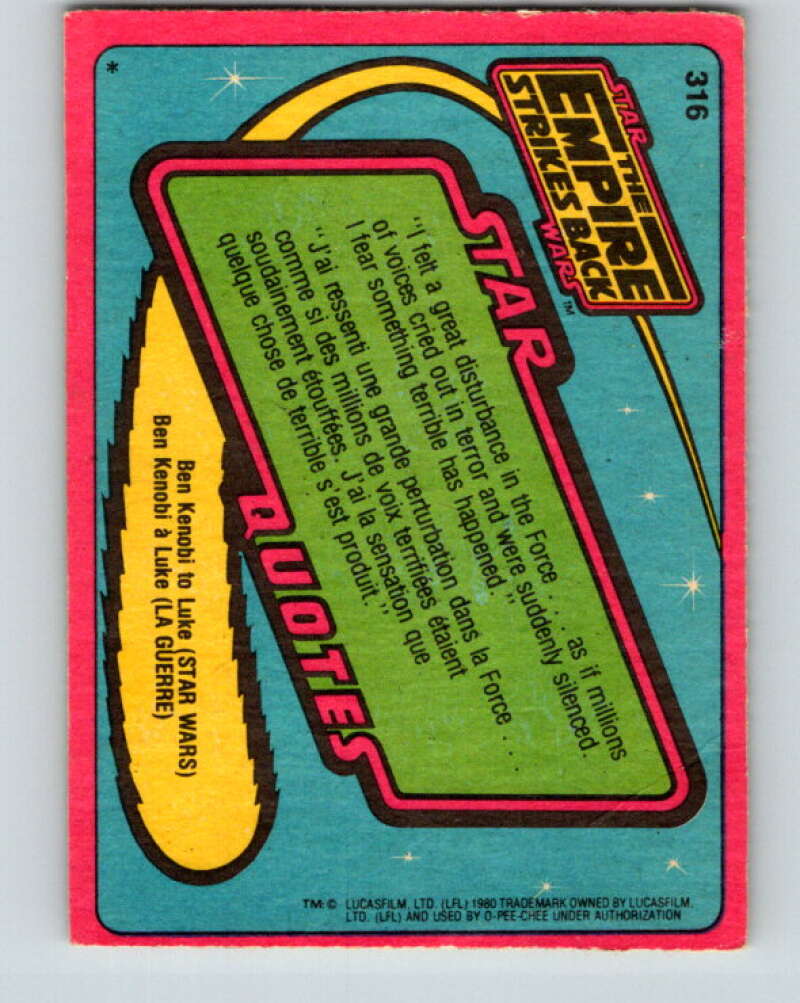 316
STAR
THE
EMPIRE
STRIKES BACK
WARS™
STAR
"I felt a great disturbance in the Force . . . as if millions
of voices cried out in terror and were suddenly silenced.
I fear something terrible has happened."
"J'ai ressenti une grande perturbation dans la Force . . .
comme si des millions de voix terrifiées étaient
soudainement étouffées. J'ai la sensation que
quelque chose de terrible s'est produit."
QUOTES
Ben Kenobi to Luke (STAR WARS)
Ben Kenobi à Luke (LA GUERRE)
*
TM: © LUCASFILM, LTD. (LFL) 1980 TRADEMARK OWNED BY LUCASFILM,
LTD. (LFL) AND USED BY O-PEE-CHEE UNDER AUTHORIZATION